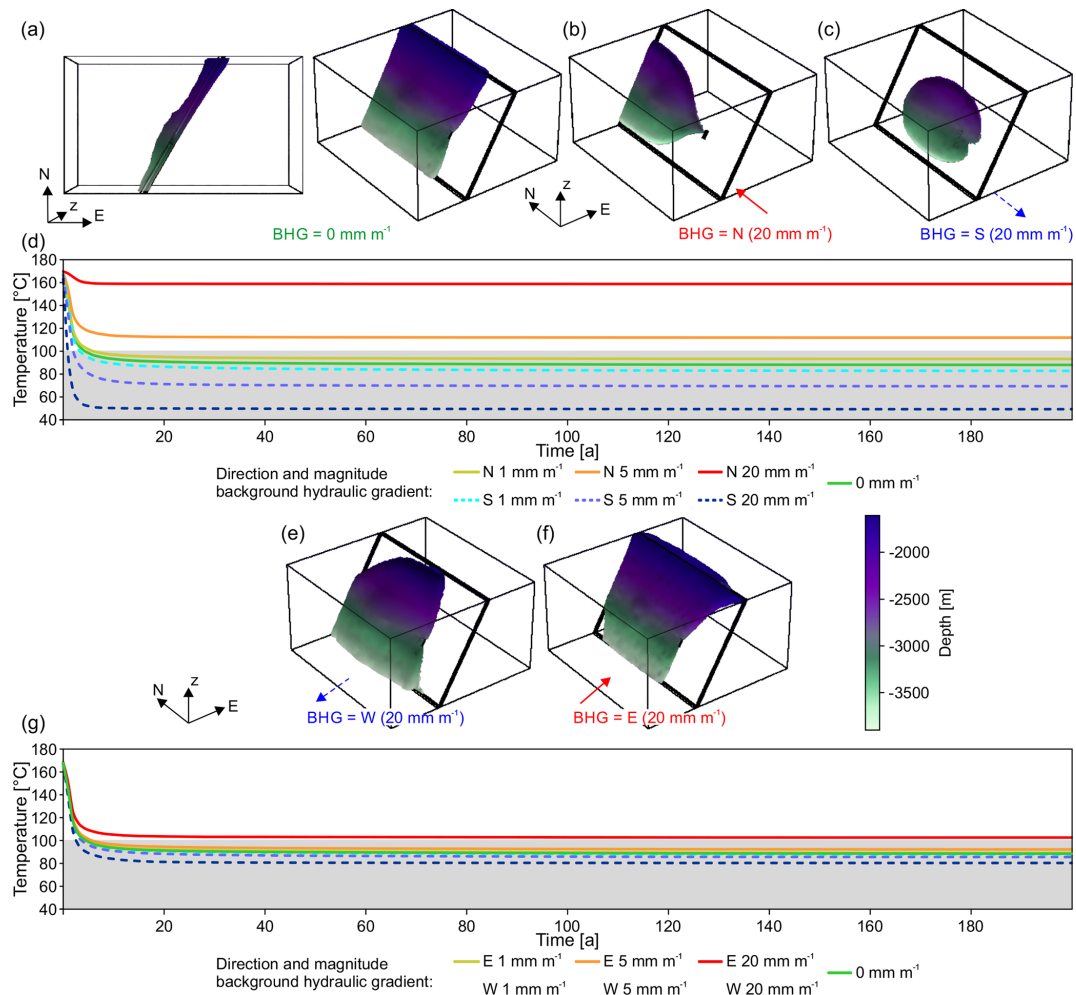 (a)
(b)
(c)
N
z
E
N
z
E
BHG = 0 mm m⁻¹
BHG = N (20 mm m⁻¹)
BHG = S (20 mm m⁻¹)
(d)
Temperature [°C]
180
160
140
120
100
80
60
40
20 40 60 80 100 120 140 160 180
Time [a]
Direction and magnitude
background hydraulic gradient:
N 1 mm m⁻¹ N 5 mm m⁻¹ N 20 mm m⁻¹ 0 mm m⁻¹
S 1 mm m⁻¹ S 5 mm m⁻¹ S 20 mm m⁻¹
(e)
(f)
N
z
E
BHG = W (20 mm m⁻¹)
BHG = E (20 mm m⁻¹)
-2000
-2500
-3000
-3500
Depth [m]
(g)
Temperature [°C]
180
160
140
120
100
80
60
40
20 40 60 80 100 120 140 160 180
Time [a]
Direction and magnitude
background hydraulic gradient:
E 1 mm m⁻¹ E 5 mm m⁻¹ E 20 mm m⁻¹ 0 mm m⁻¹
W 1 mm m⁻¹ W 5 mm m⁻¹ W 20 mm m⁻¹